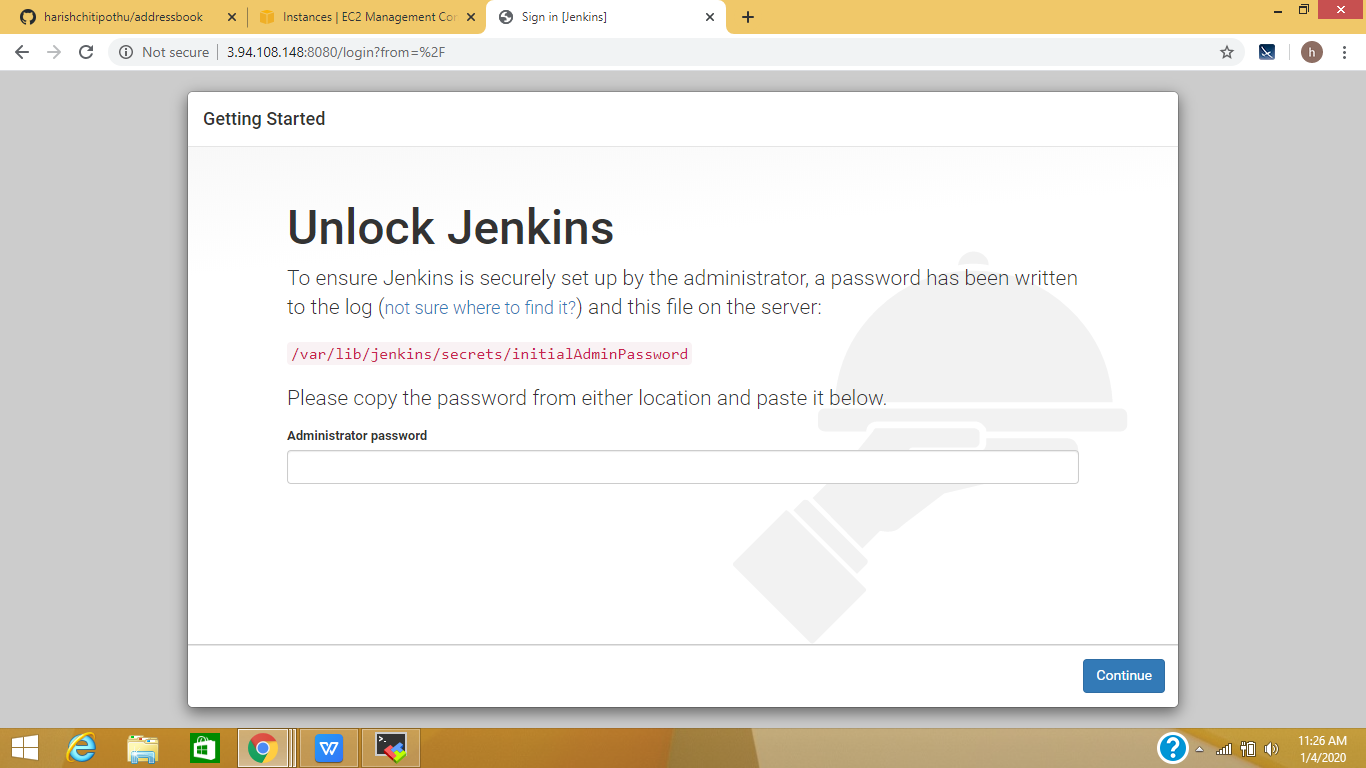 harishchitipothu/addressbook
Instances | EC2 Management Cor
Sign in [Jenkins]
Not secure
3.94.108.148:8080/login?from=%2F
h
Getting Started
Unlock Jenkins
To ensure Jenkins is securely set up by the administrator, a password has been written
to the log (not sure where to find it?) and this file on the server:
/var/lib/jenkins/secrets/initialAdminPassword
Please copy the password from either location and paste it below.
Administrator password
Continue
11:26 AM
1/4/2020